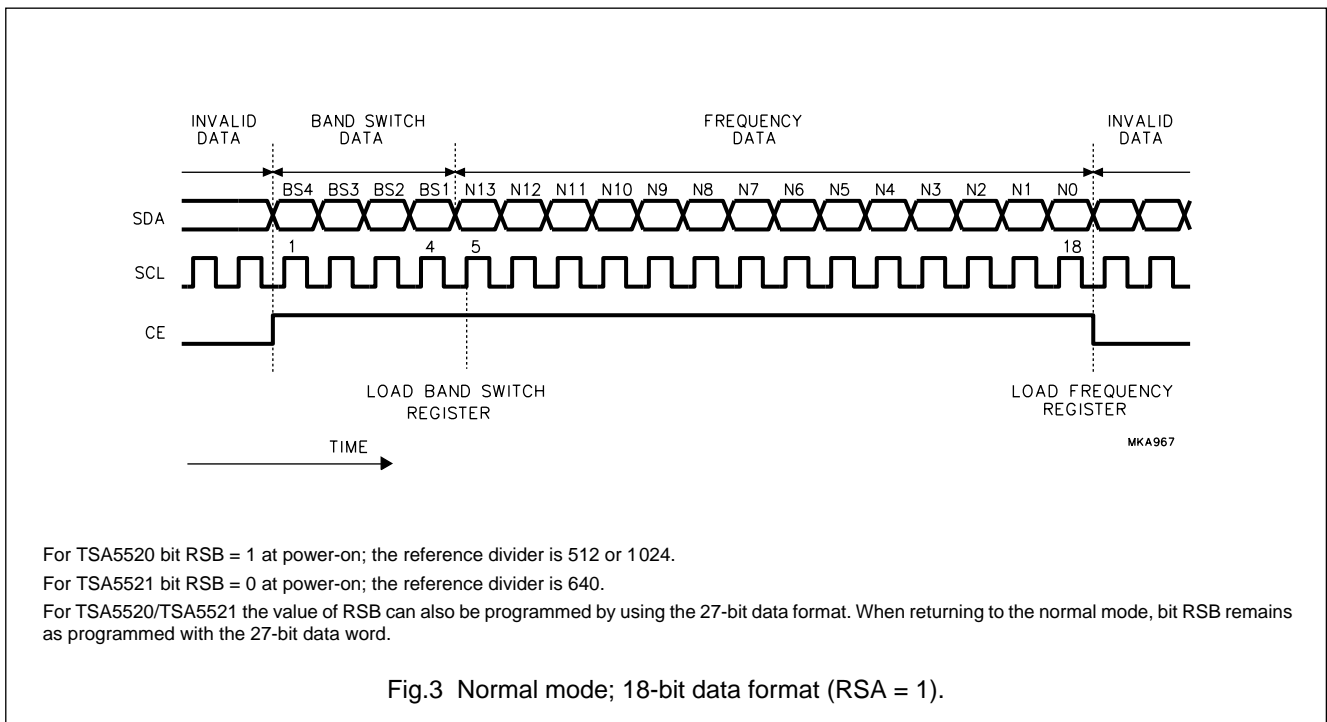 INVALID DATA
BAND SWITCH DATA
FREQUENCY DATA
INVALID DATA
BS4 BS3 BS2 BS1 N13 N12 N11 N10 N9 N8 N7 N6 N5 N4 N3 N2 N1 N0
SDA
1 4 5 18
SCL
CE
LOAD BAND SWITCH REGISTER
LOAD FREQUENCY REGISTER
TIME
MKA967
For TSA5520 bit RSB = 1 at power-on; the reference divider is 512 or 1024.
For TSA5521 bit RSB = 0 at power-on; the reference divider is 640.
For TSA5520/TSA5521 the value of RSB can also be programmed by using the 27-bit data format. When returning to the normal mode, bit RSB remains
as programmed with the 27-bit data word.
Fig.3 Normal mode; 18-bit data format (RSA = 1).